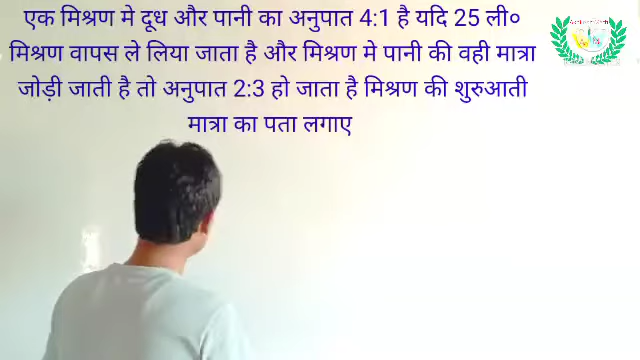 एक मिश्रण मे दूध और पानी का अनुपात 4:1 है यदि 25 ली०
मिश्रण वापस ले लिया जाता है और मिश्रण मे पानी की वही मात्रा
जोड़ी जाती है तो अनुपात 2:3 हो जाता है मिश्रण की शुरुआती
मात्रा का पता लगाए